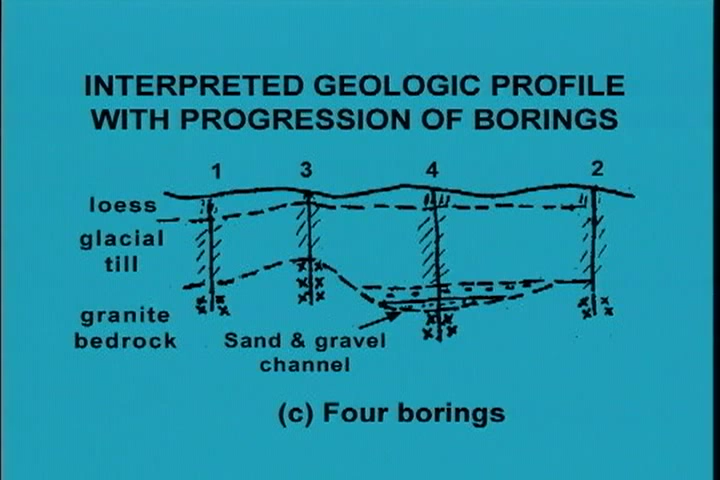 INTERPRETED GEOLOGIC PROFILE
WITH PROGRESSION OF BORINGS
1 3 4 2
loess
glacial
till
granite
bedrock
Sand & gravel
channel
(c) Four borings